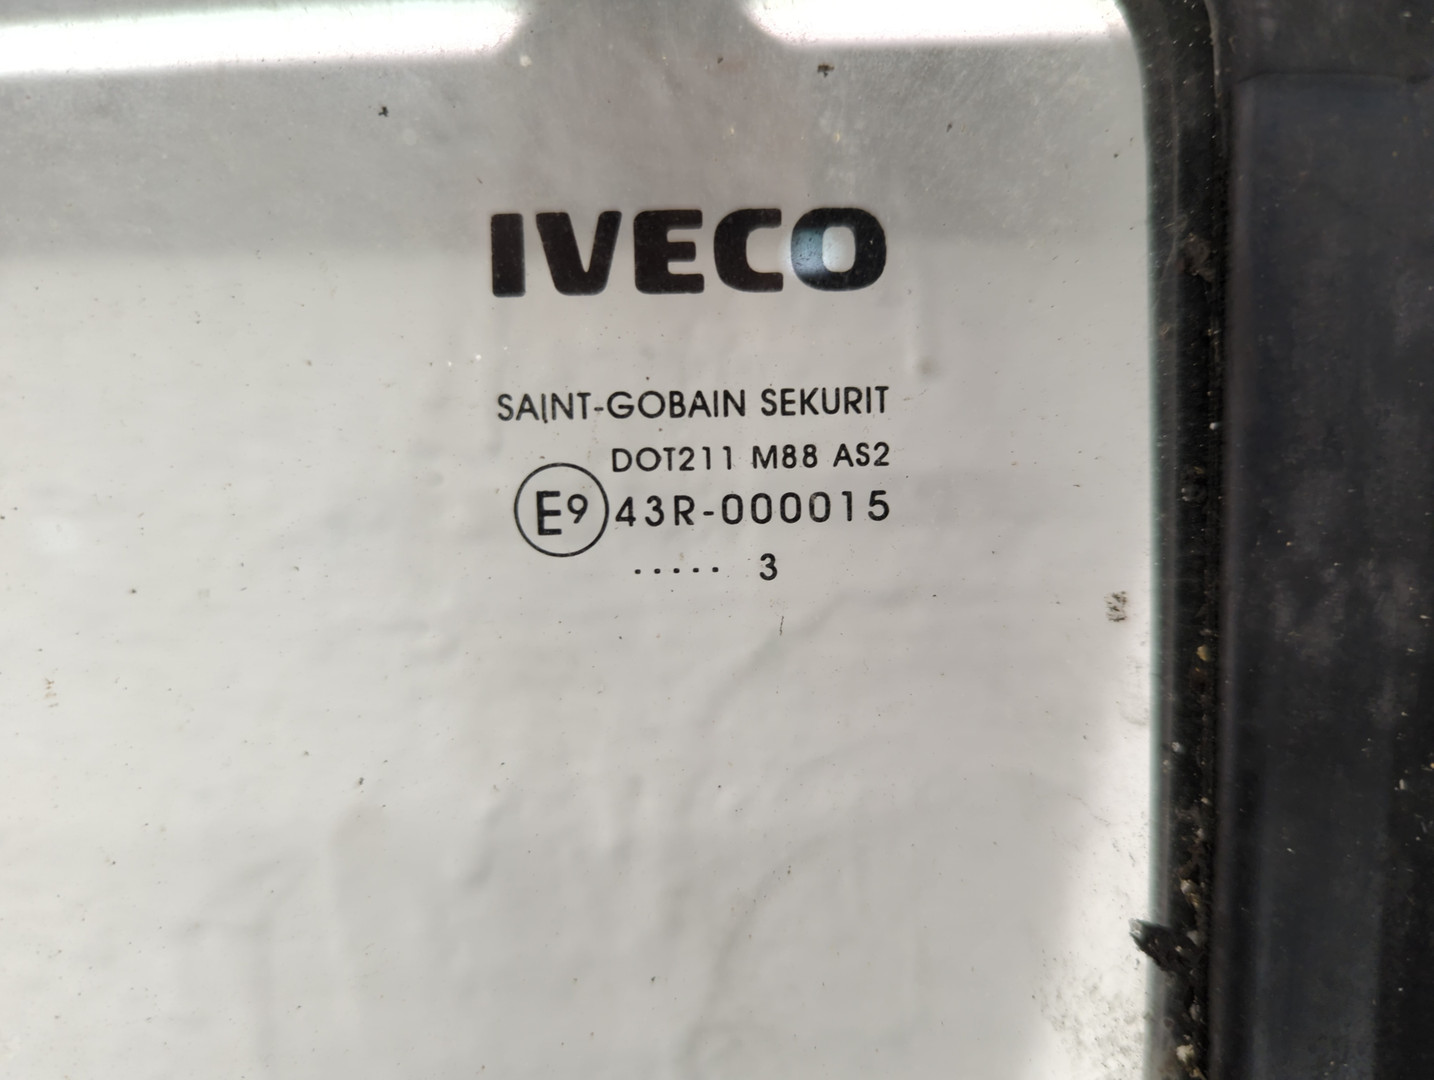 IVECO
SAINT-GOBAIN SEKURIT
DOT211 M88 AS2
E9 43R-000015
..... 3